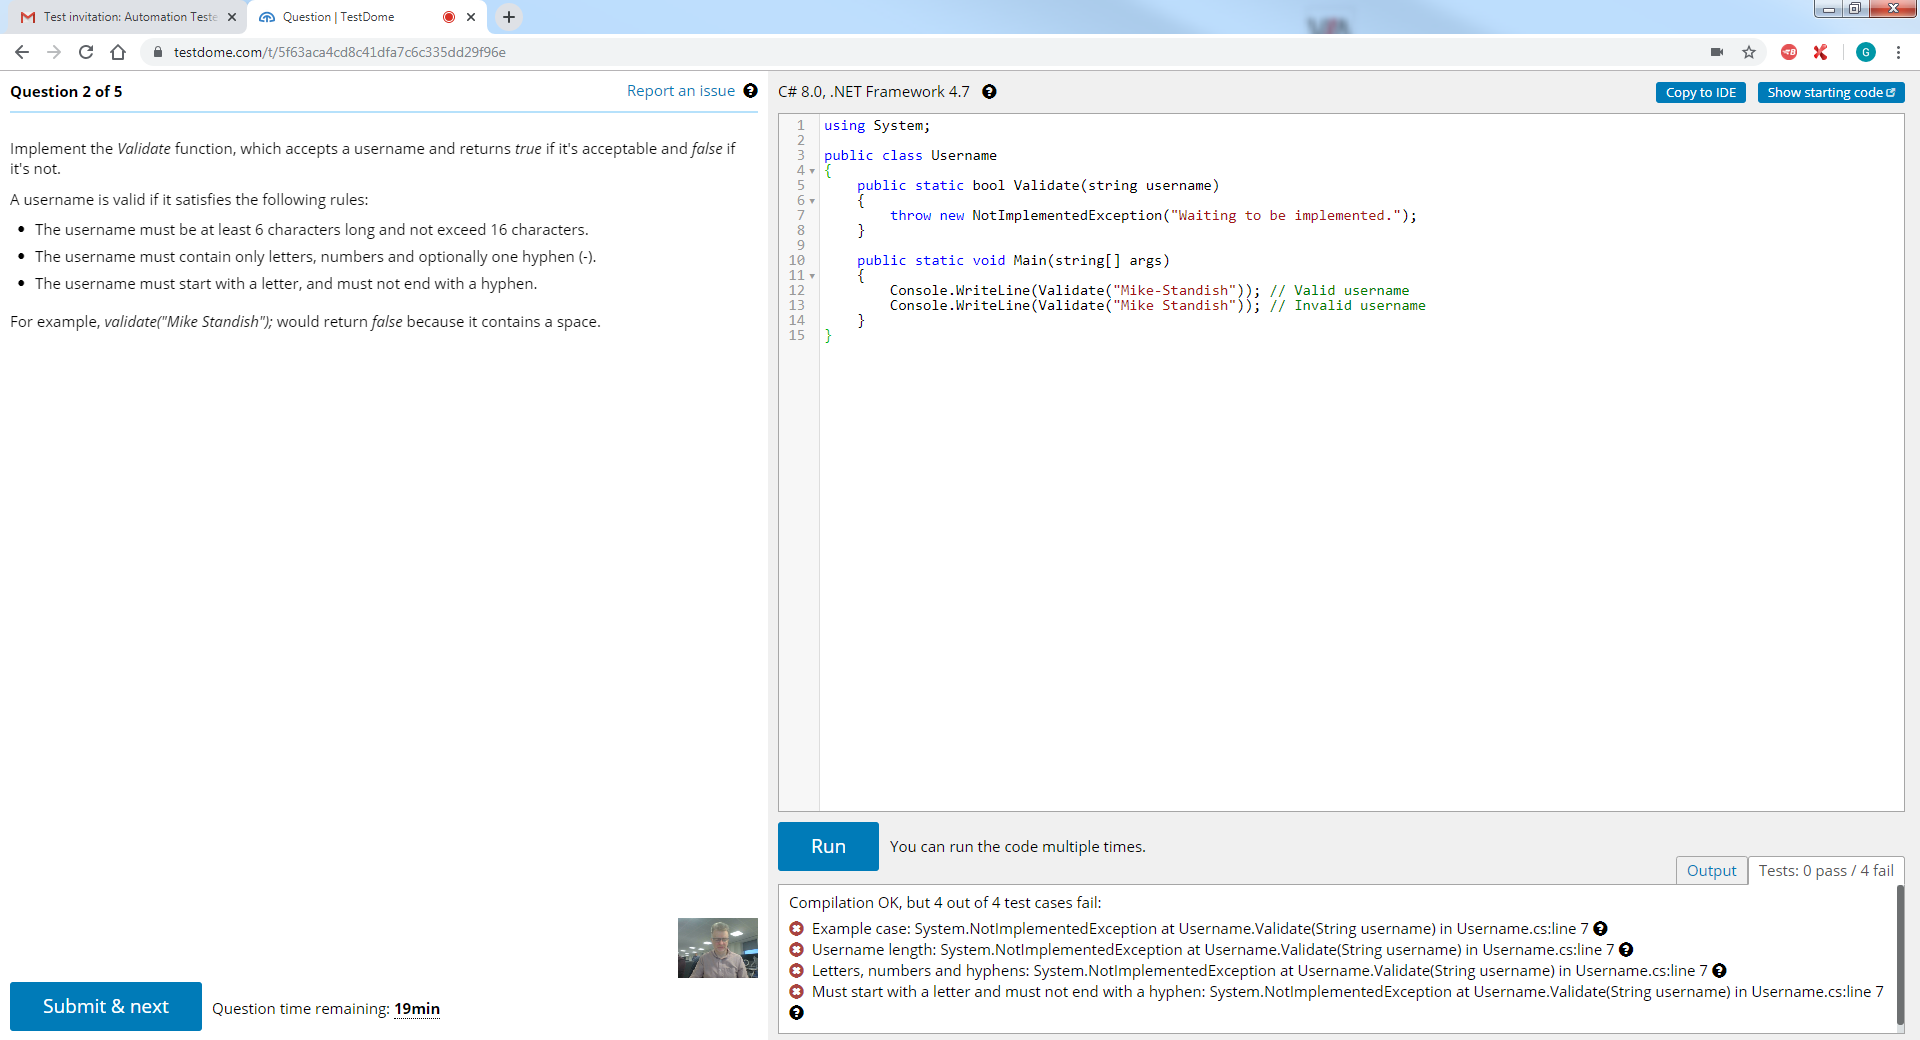 Test invitation: Automation Teste
Question | TestDome
testdome.com/t/5f63aca4cd8c41dfa7c6c335dd29f96e
G
Question 2 of 5
Report an issue
Implement the Validate function, which accepts a username and returns true if it's acceptable and false if
it's not.
A username is valid if it satisfies the following rules:
• The username must be at least 6 characters long and not exceed 16 characters.
• The username must contain only letters, numbers and optionally one hyphen (-).
• The username must start with a letter, and must not end with a hyphen.
For example, validate("Mike Standish"); would return false because it contains a space.
Submit & next
Question time remaining: 19min
C# 8.0, .NET Framework 4.7
Copy to IDE
Show starting code
1 using System;
2
3 public class Username
4 {
5 public static bool Validate(string username)
6 {
7 throw new NotImplementedException("Waiting to be implemented.");
8 }
9
10 public static void Main(string[] args)
11 {
12 Console.WriteLine(Validate("Mike-Standish")); // Valid username
13 Console.WriteLine(Validate("Mike Standish")); // Invalid username
14 }
15 }
Run
You can run the code multiple times.
Output
Tests: 0 pass / 4 fail
Compilation OK, but 4 out of 4 test cases fail:
Example case: System.NotImplementedException at Username.Validate(String username) in Username.cs:line 7
Username length: System.NotImplementedException at Username.Validate(String username) in Username.cs:line 7
Letters, numbers and hyphens: System.NotImplementedException at Username.Validate(String username) in Username.cs:line 7
Must start with a letter and must not end with a hyphen: System.NotImplementedException at Username.Validate(String username) in Username.cs:line 7